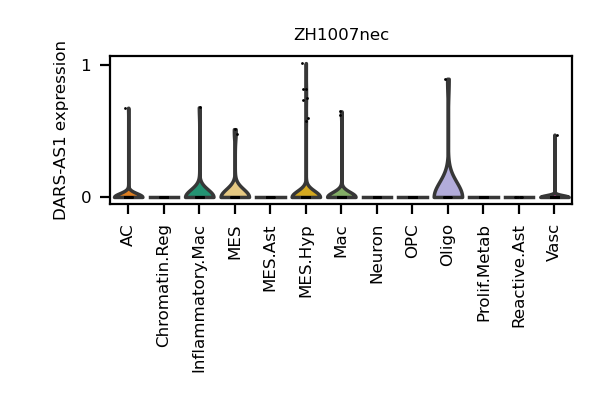 ZH1007nec
DARS-AS1 expression
1
0
AC
Chromatin.Reg
Inflammatory.Mac
MES
MES.Ast
MES.Hyp
Mac
Neuron
OPC
Oligo
Prolif.Metab
Reactive.Ast
Vasc